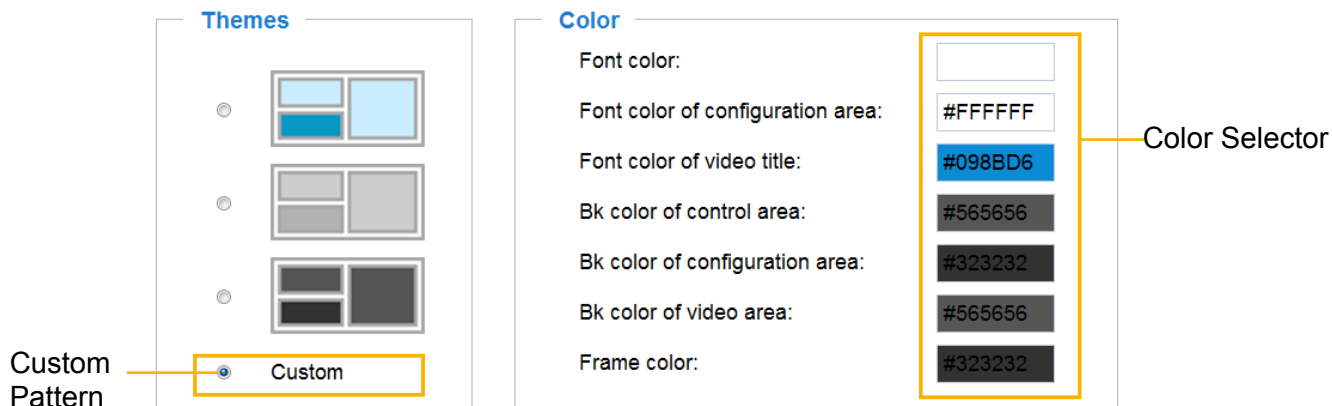 Themes
Custom
Custom
Pattern
Color
Font color:
Font color of configuration area: #FFFFFF
Font color of video title: #098BD6
Bk color of control area: #565656
Bk color of configuration area: #323232
Bk color of video area: #565656
Frame color: #323232
Color Selector